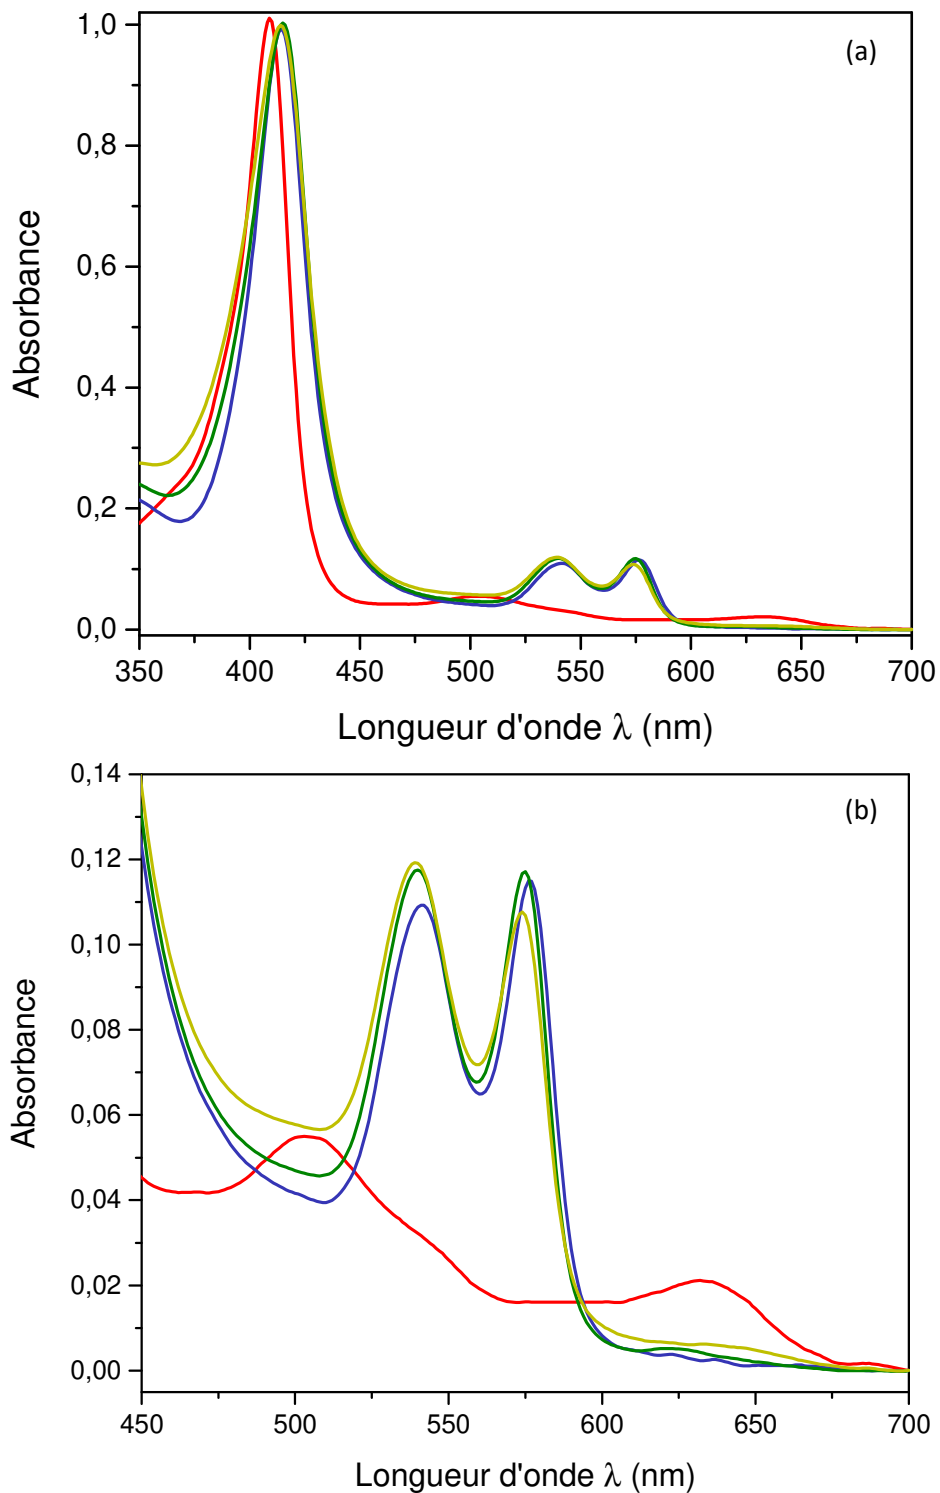 (a)
1,0
0,8
0,6
0,4
0,2
0,0
Absorbance
350 400 450 500 550 600 650 700
Longueur d'onde λ (nm)
(b)
0,14
0,12
0,10
0,08
0,06
0,04
0,02
0,00
Absorbance
450 500 550 600 650 700
Longueur d'onde λ (nm)